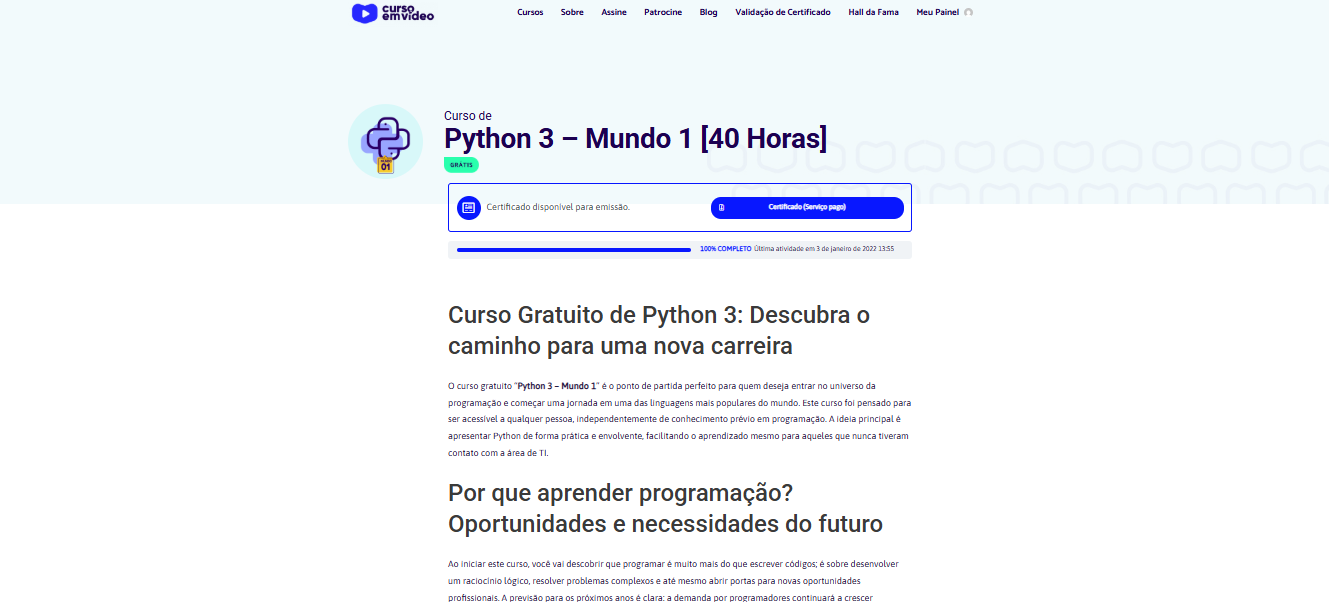 curso
em vídeo
Cursos Sobre Assine Patrocine Blog Validação de Certificado Hall da Fama Meu Painel
Curso de
Python 3 – Mundo 1 [40 Horas]
GRÁTIS
01
Certificado disponível para emissão.
Certificado (Serviço pago)
100% COMPLETO Última atividade em 3 de janeiro de 2022 13:55
Curso Gratuito de Python 3: Descubra o
caminho para uma nova carreira
O curso gratuito “Python 3 – Mundo 1” é o ponto de partida perfeito para quem deseja entrar no universo da
programação e começar uma jornada em uma das linguagens mais populares do mundo. Este curso foi pensado para
ser acessível a qualquer pessoa, independentemente de conhecimento prévio em programação. A ideia principal é
apresentar Python de forma prática e envolvente, facilitando o aprendizado mesmo para aqueles que nunca tiveram
contato com a área de TI.
Por que aprender programação?
Oportunidades e necessidades do futuro
Ao iniciar este curso, você vai descobrir que programar é muito mais do que escrever códigos; é sobre desenvolver
um raciocínio lógico, resolver problemas complexos e até mesmo abrir portas para novas oportunidades
profissionais. A previsão para os próximos anos é clara: a demanda por programadores continuará a crescer